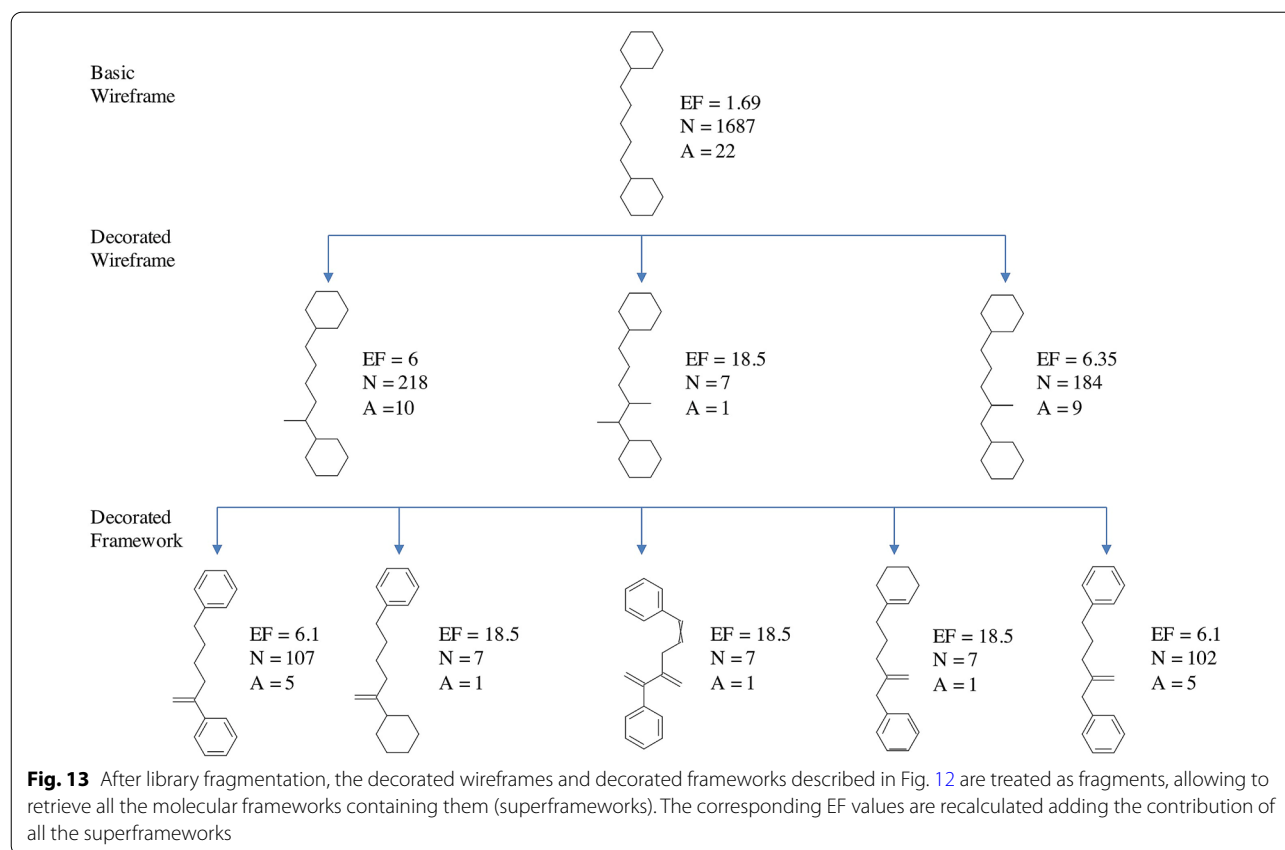 Basic
Wireframe
EF = 1.69
N = 1687
A = 22
Decorated
Wireframe
EF = 6
N = 218
A =10
EF = 18.5
N = 7
A = 1
EF = 6.35
N = 184
A = 9
Decorated
Framework
EF = 6.1
N = 107
A = 5
EF = 18.5
N = 7
A = 1
EF = 18.5
N = 7
A = 1
EF = 18.5
N = 7
A = 1
EF = 6.1
N = 102
A = 5
Fig. 13 After library fragmentation, the decorated wireframes and decorated frameworks described in Fig. 12 are treated as fragments, allowing to
retrieve all the molecular frameworks containing them (superframeworks). The corresponding EF values are recalculated adding the contribution of
all the superframeworks